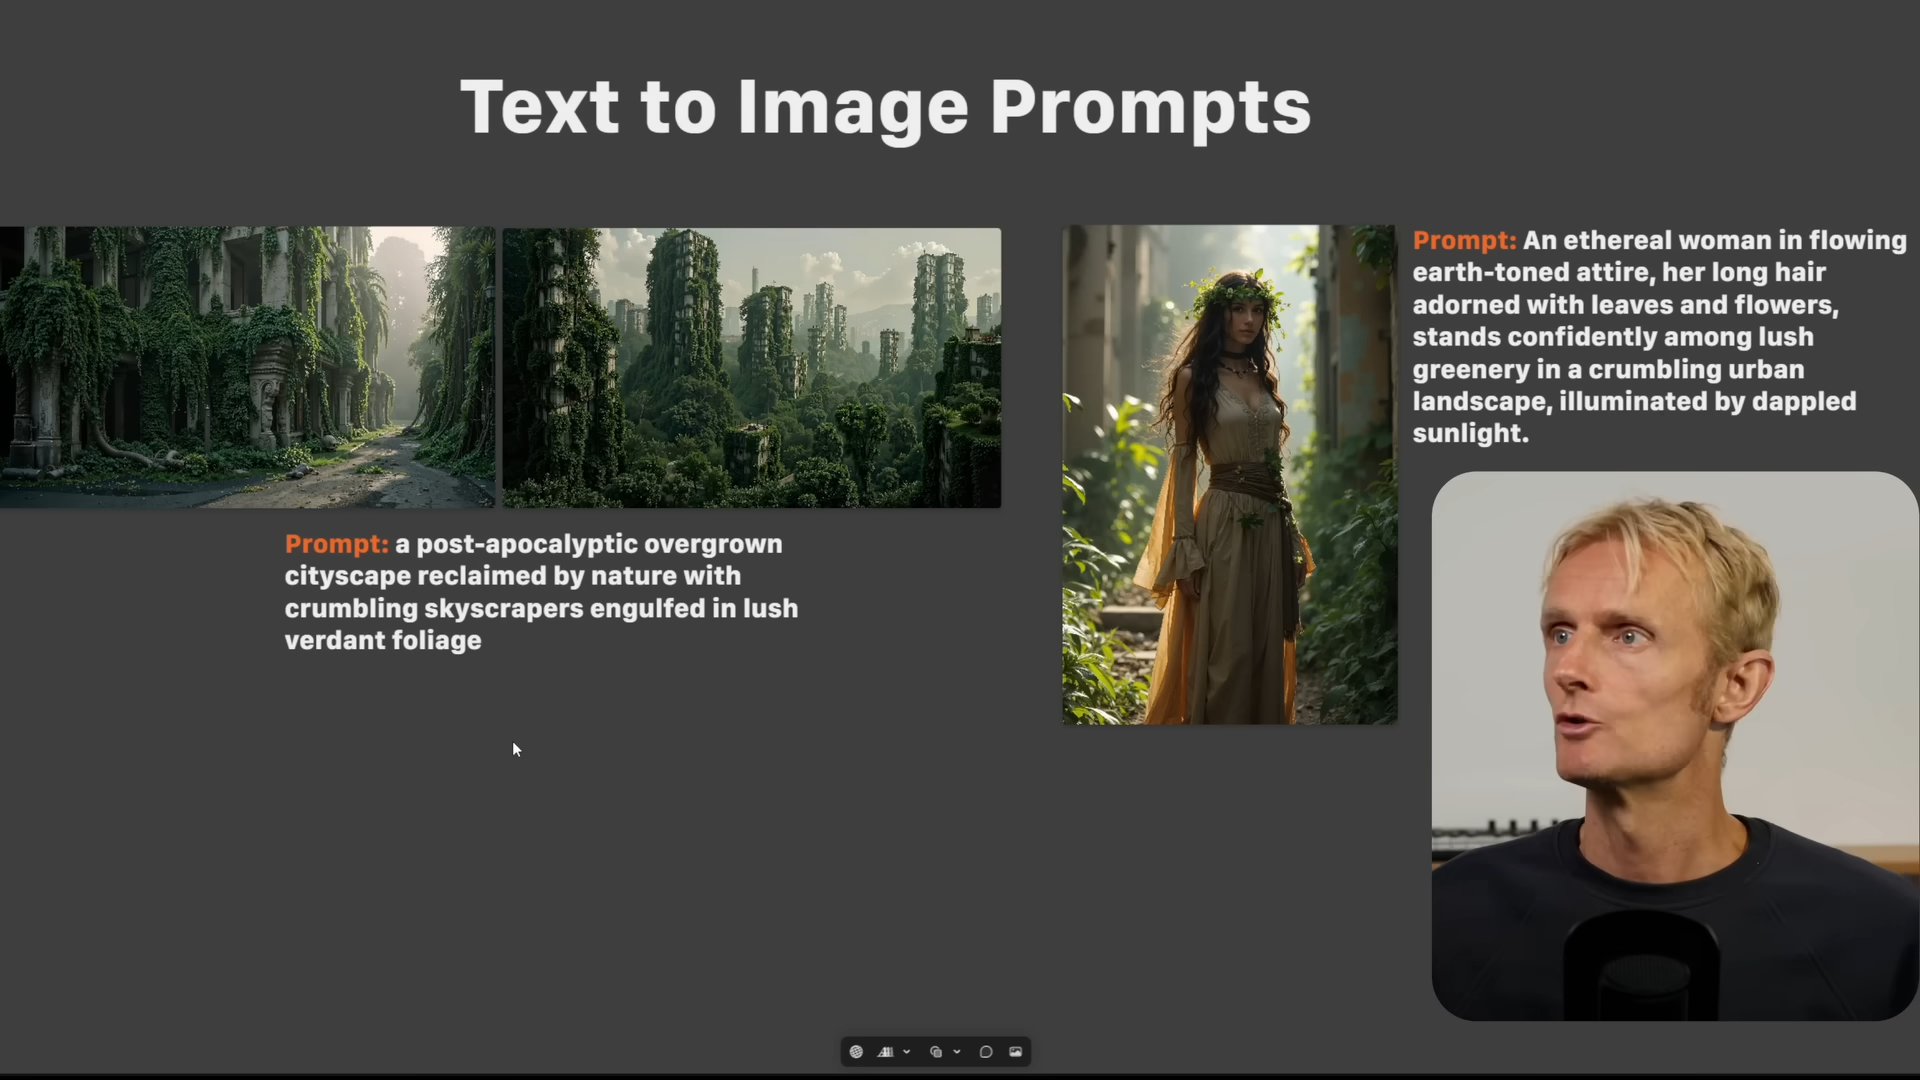 Text to Image Prompts
Prompt: a post-apocalyptic overgrown
cityscape reclaimed by nature with
crumbling skyscrapers engulfed in lush
verdant foliage
Prompt: An ethereal woman in flowing
earth-toned attire, her long hair
adorned with leaves and flowers,
stands confidently among lush
greenery in a crumbling urban
landscape, illuminated by dappled
sunlight.